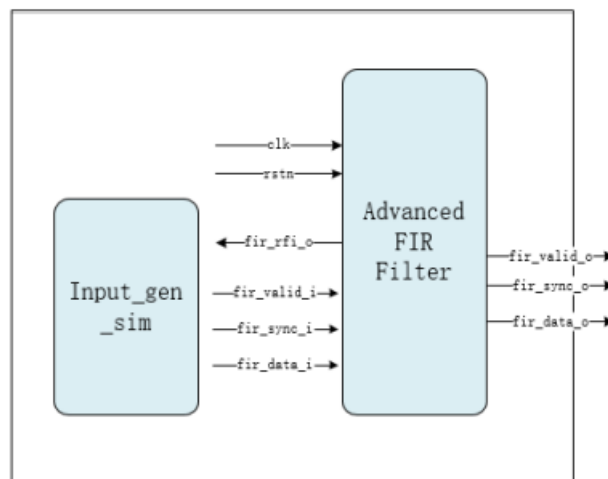 clk
rstn
Advanced
FIR
Filter
fir_rfi_o
fir_valid_o
Input_gen
_sim
fir_valid_i
fir_sync_o
fir_sync_i
fir_data_o
fir_data_i